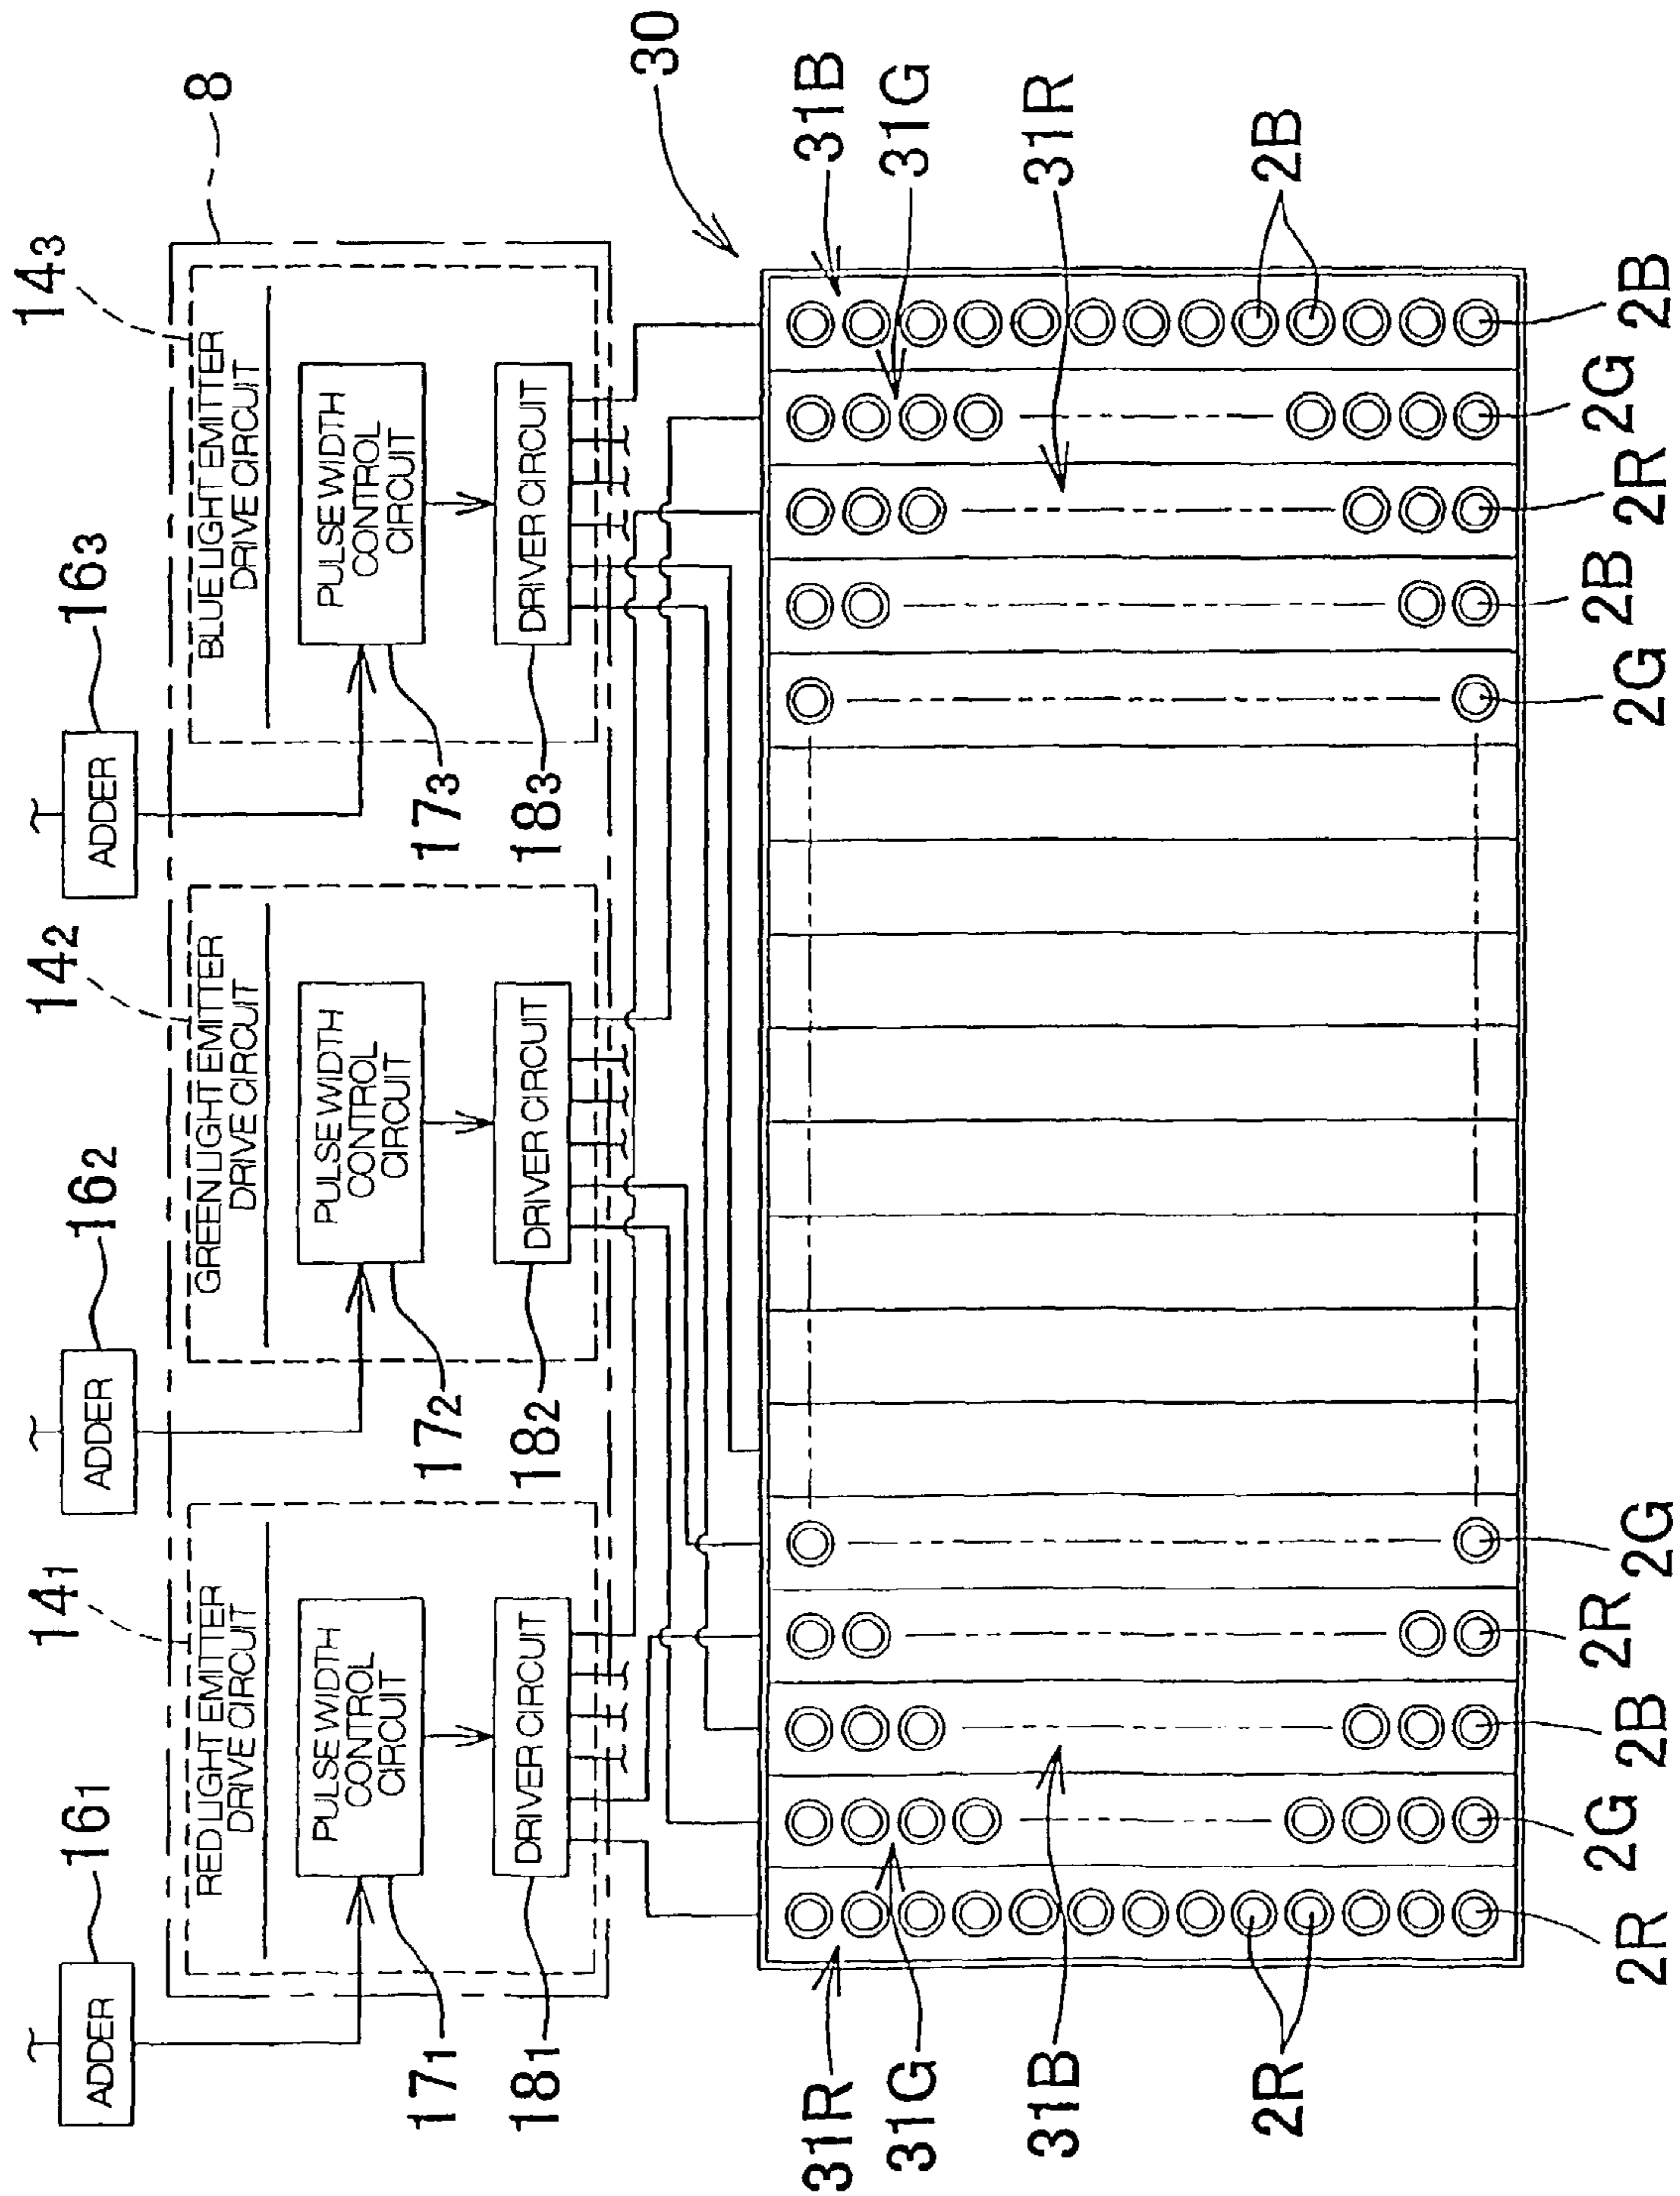 16₁
14₁
16₂
14₂
16₃
14₃
ADDER
ADDER
ADDER
8
RED LIGHT EMITTER
DRIVE CIRCUIT
GREEN LIGHT EMITTER
DRIVE CIRCUIT
BLUE LIGHT EMITTER
DRIVE CIRCUIT
PULSE WIDTH
CONTROL
CIRCUIT
PULSE WIDTH
CONTROL
CIRCUIT
PULSE WIDTH
CONTROL
CIRCUIT
17₁
17₂
17₃
DRIVER CIRCUIT
DRIVER CIRCUIT
DRIVER CIRCUIT
18₁
18₂
18₃
30
31R
31B
31G
31G
31B
31R
2R
2B
2R
2G
2B
2R
2G
2G
2B
2R
2G
2B